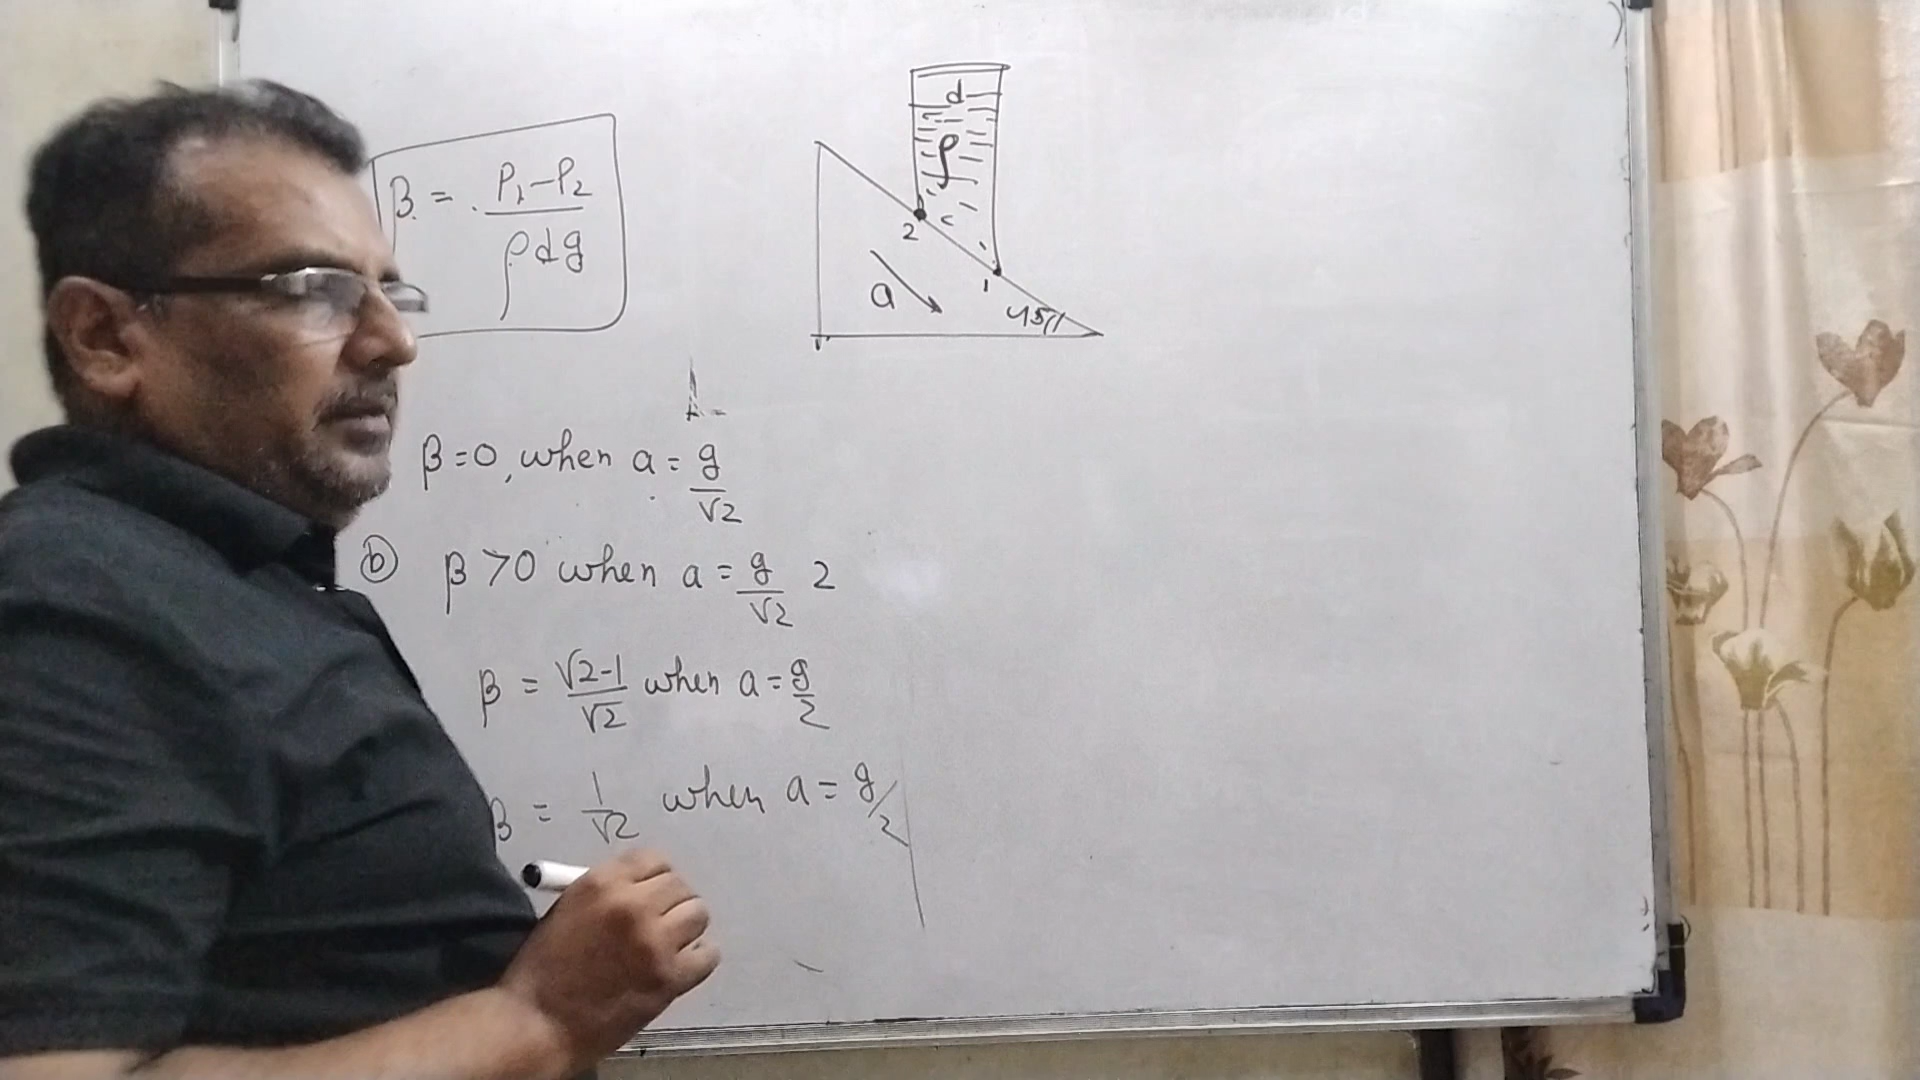 β = P₁-P₂
ρdg
d
ρ
c
2
1
a
45
β=0, when a = g
√2
b β >0 when a = g 2
√2
β = √2-1 when a = g
√2 2
β = 1 when a = g/2
√2